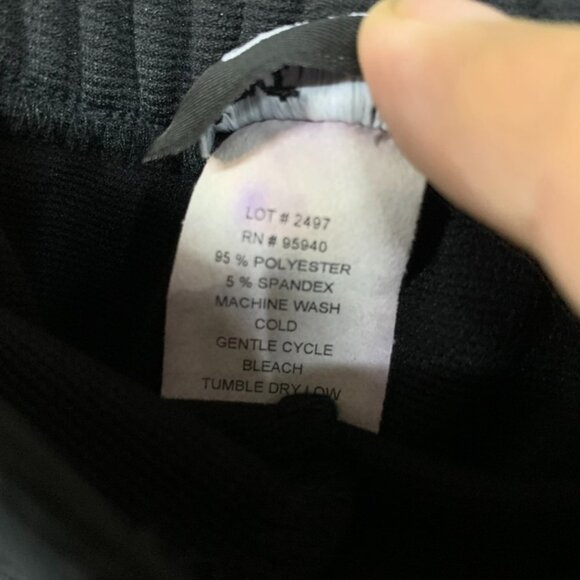 LOT # 2497
RN # 95940
95 % POLYESTER
5 % SPANDEX
MACHINE WASH
COLD
GENTLE CYCLE
BLEACH
TUMBLE DRY LOW